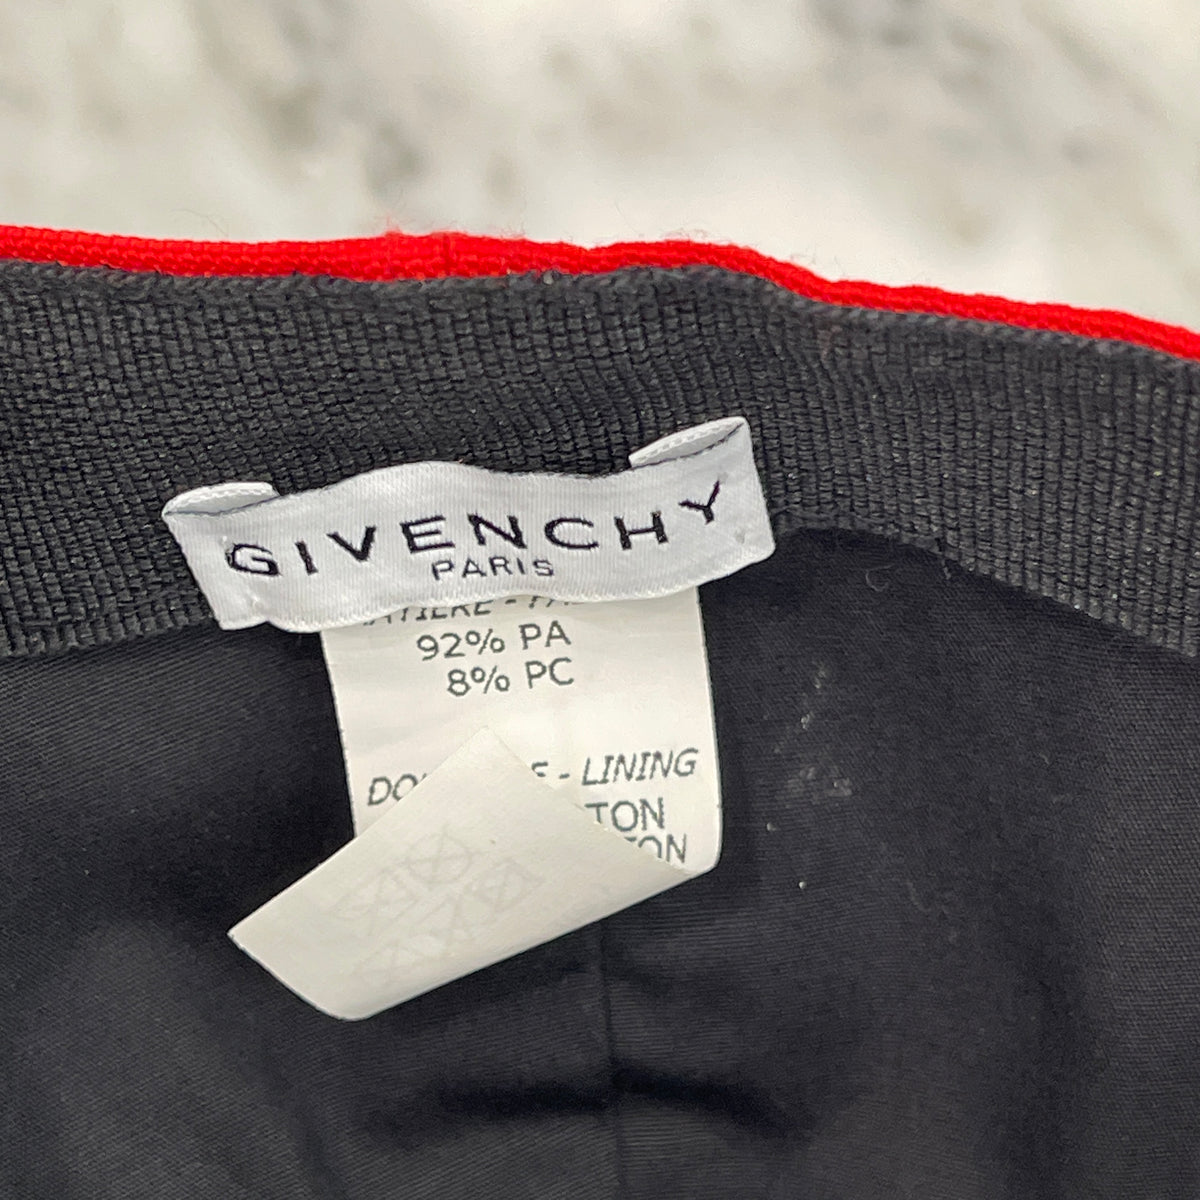 GIVENCHY
PARIS
92% PA
8% PC
- LINING